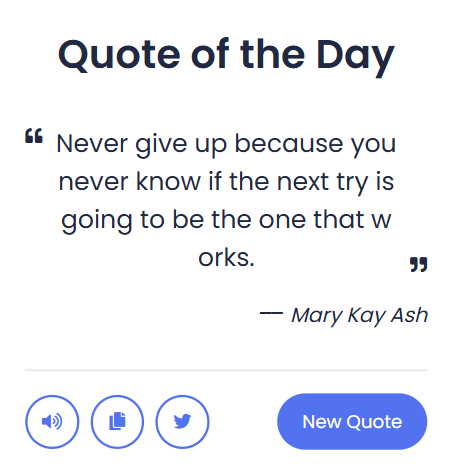 Quote of the Day
❝ Never give up because you
never know if the next try is
going to be the one that w
orks. ❞
— Mary Kay Ash
New Quote